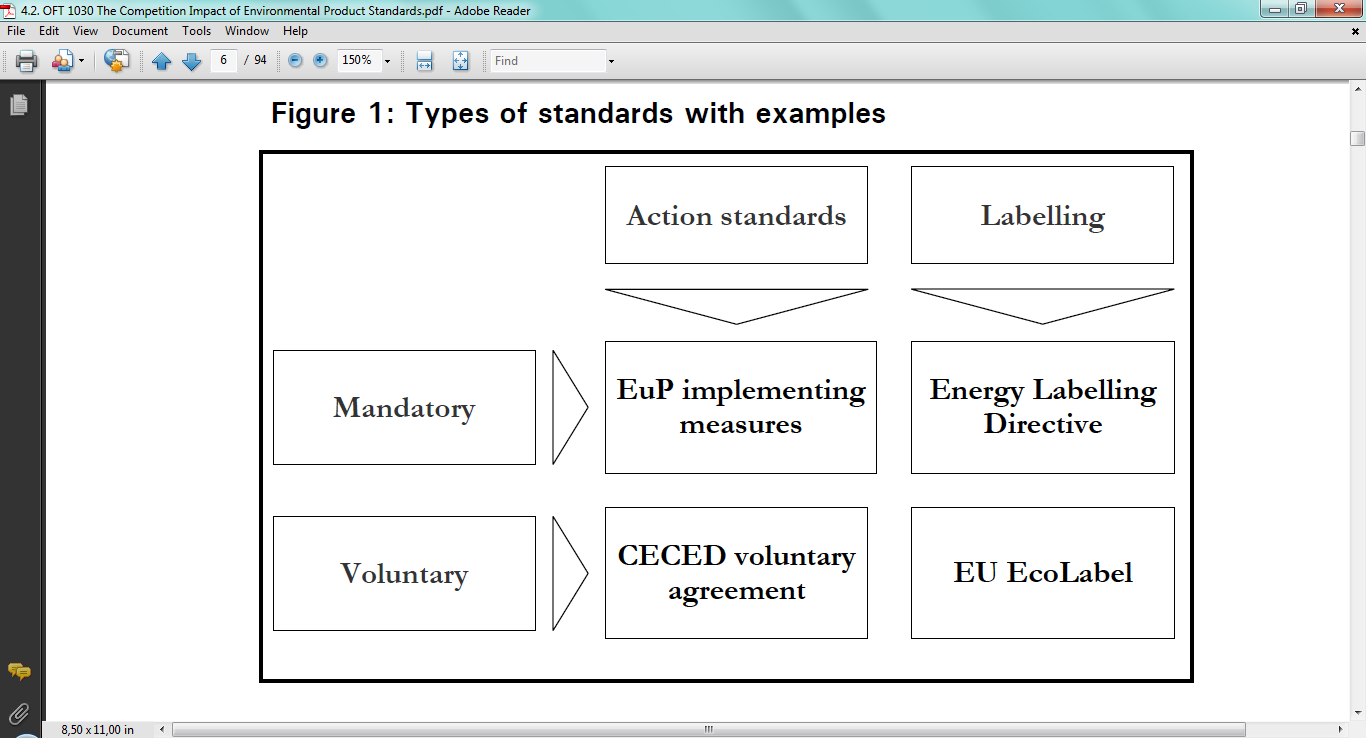 4.2. OFT 1030 The Competition Impact of Environmental Product Standards.pdf - Adobe Reader
File Edit View Document Tools Window Help
6 / 94 150% Find
Figure 1: Types of standards with examples
Action standards
Labelling
Mandatory
EuP implementing
measures
Energy Labelling
Directive
Voluntary
CECED voluntary
agreement
EU EcoLabel
8,50 x 11,00 in